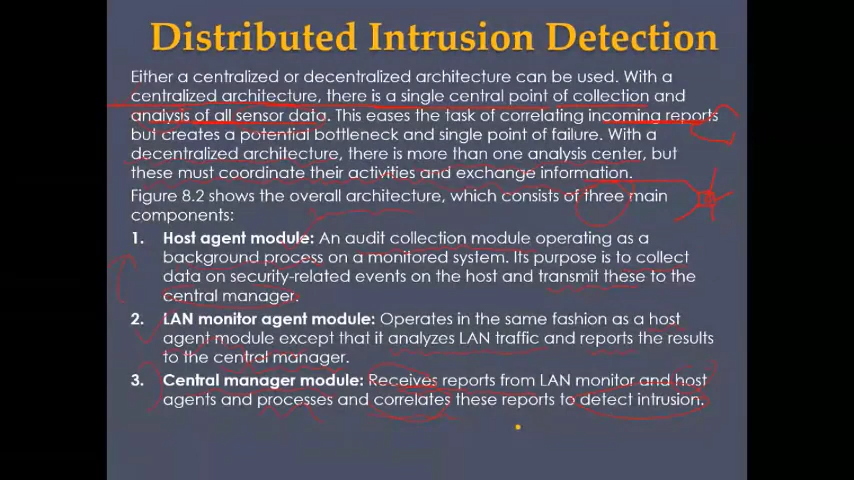 Distributed Intrusion Detection
Either a centralized or decentralized architecture can be used. With a
centralized architecture, there is a single central point of collection and
analysis of all sensor data. This eases the task of correlating incoming reports
but creates a potential bottleneck and single point of failure. With a
decentralized architecture, there is more than one analysis center, but
these must coordinate their activities and exchange information.
Figure 8.2 shows the overall architecture, which consists of three main
components:
1. Host agent module: An audit collection module operating as a
background process on a monitored system. Its purpose is to collect
data on security-related events on the host and transmit these to the
central manager.
2. LAN monitor agent module: Operates in the same fashion as a host
agent module except that it analyzes LAN traffic and reports the results
to the central manager.
3. Central manager module: Receives reports from LAN monitor and host
agents and processes and correlates these reports to detect intrusion.